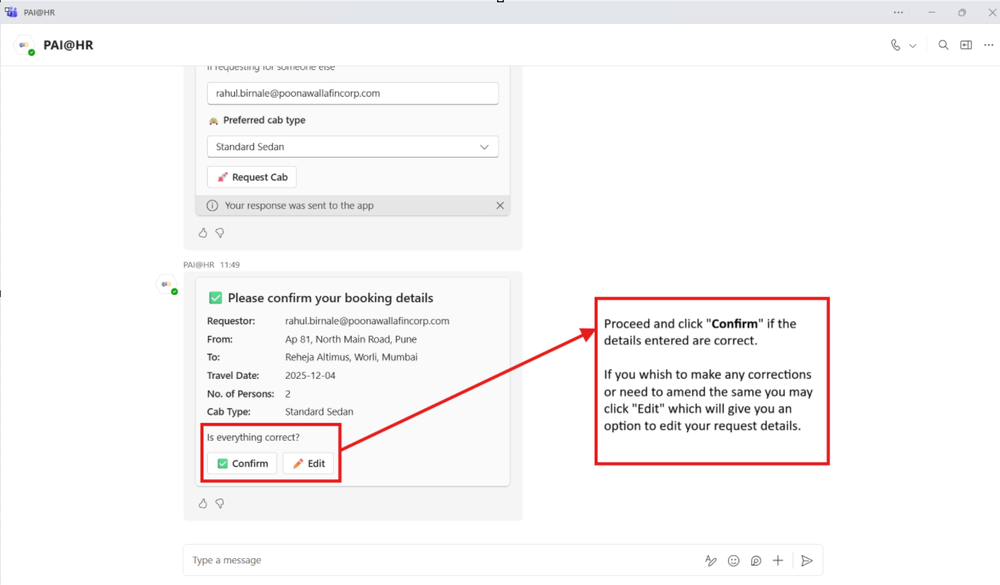 PAI@HR
PAI@HR
If requesting for someone else
rahul.birnale@poonawallafincorp.com
Preferred cab type
Standard Sedan
Request Cab
Your response was sent to the app
PAI@HR 11:49
Please confirm your booking details
Requestor: rahul.birnale@poonawallafincorp.com
From: Ap 81, North Main Road, Pune
To: Reheja Altimus, Worli, Mumbai
Travel Date: 2025-12-04
No. of Persons: 2
Cab Type: Standard Sedan
Is everything correct?
Confirm Edit
Proceed and click "Confirm" if the
details entered are correct.
If you whish to make any corrections
or need to amend the same you may
click "Edit" which will give you an
option to edit your request details.
Type a message